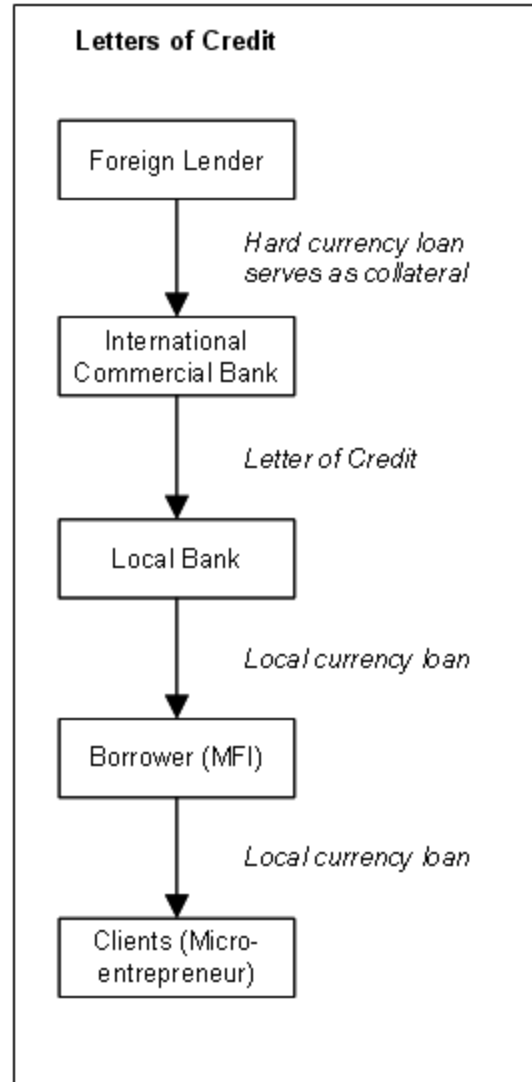 Letters of Credit
Foreign Lender
Hard currency loan
serves as collateral
International
Commercial Bank
Letter of Credit
Local Bank
Local currency loan
Borrower (MFI)
Local currency loan
Clients (Micro-
entrepreneur)